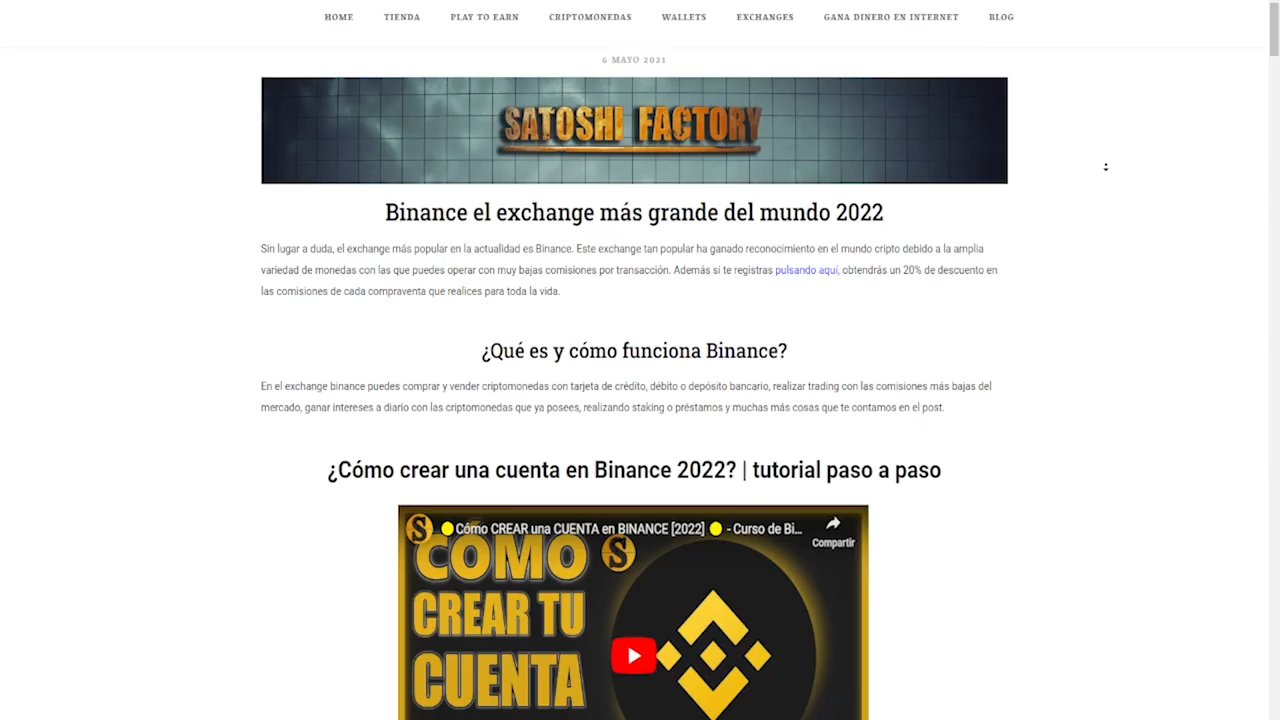 HOME TIENDA PLAY TO EARN CRIPTOMONEDAS WALLETS EXCHANGES GANA DINERO EN INTERNET BLOG
6 MAYO 2021
SATOSHI FACTORY
Binance el exchange más grande del mundo 2022
Sin lugar a duda, el exchange más popular en la actualidad es Binance. Este exchange tan popular ha ganado reconocimiento en el mundo cripto debido a la amplia
variedad de monedas con las que puedes operar con muy bajas comisiones por transacción. Además si te registras pulsando aquí, obtendrás un 20% de descuento en
las comisiones de cada compraventa que realices para toda la vida.
¿Qué es y cómo funciona Binance?
En el exchange binance puedes comprar y vender criptomonedas con tarjeta de crédito, débito o depósito bancario, realizar trading con las comisiones más bajas del
mercado, ganar intereses a diario con las criptomonedas que ya posees, realizando staking o préstamos y muchas más cosas que te contamos en el post.
¿Cómo crear una cuenta en Binance 2022? | tutorial paso a paso
S Cómo CREAR una CUENTA en BINANCE [2022] - Curso de Bi...
Compartir
CÓMO S
CREAR TU
CUENTA